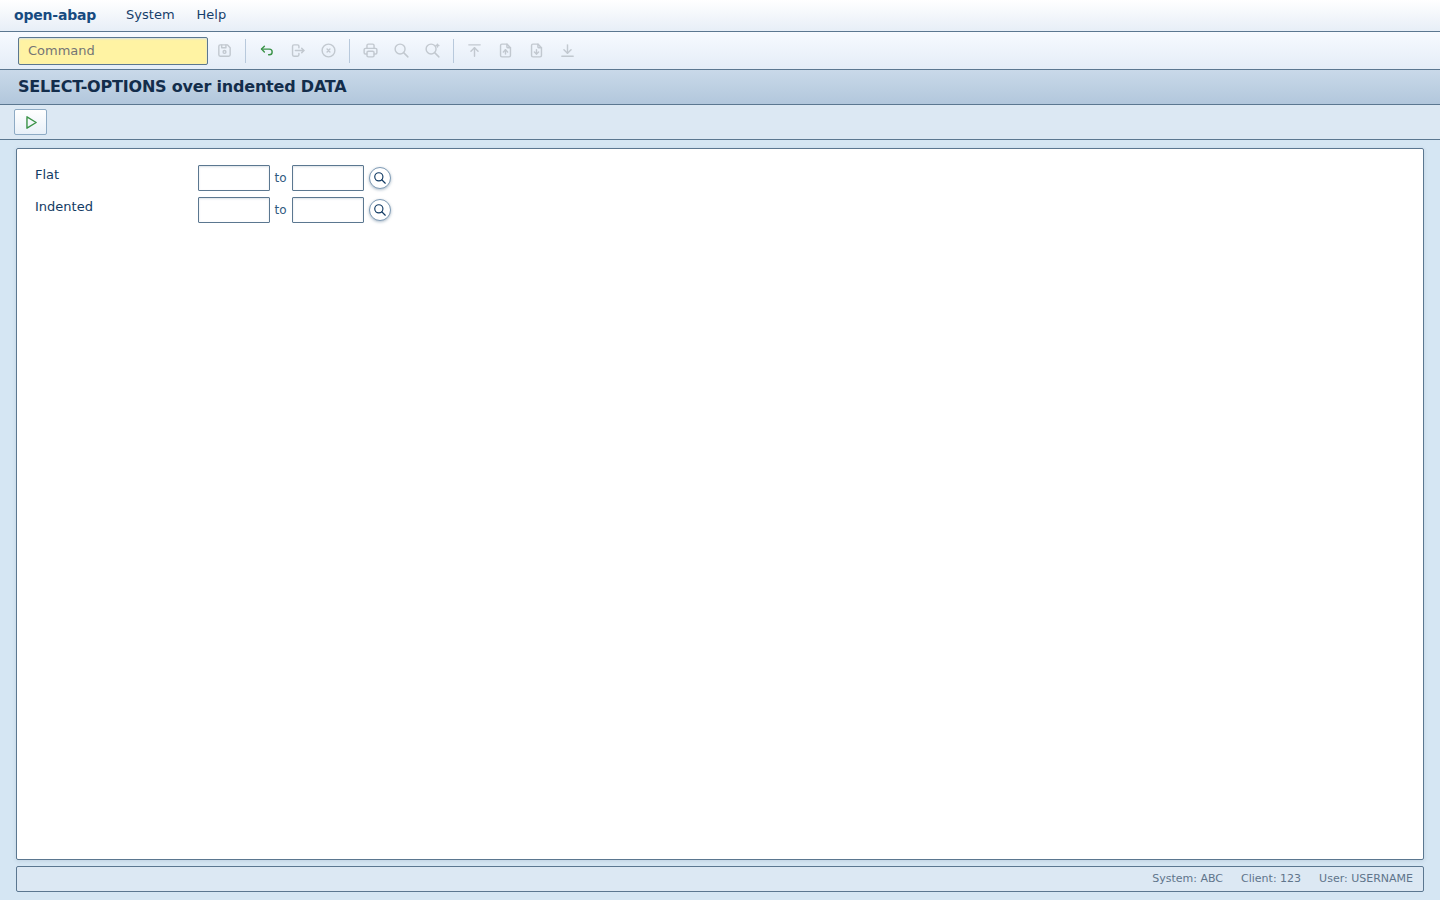 open-abap System Help
Command
SELECT-OPTIONS over indented DATA
Flat to
Indented to
System: ABC Client: 123 User: USERNAME